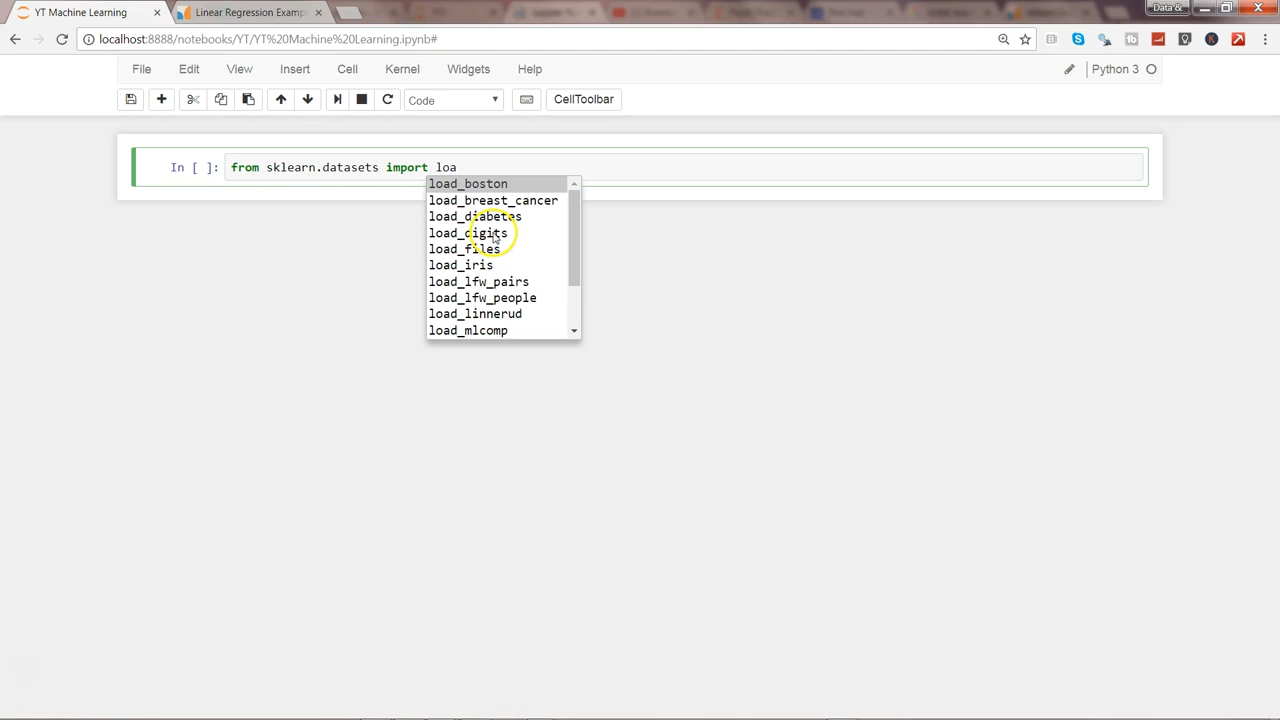 YT Machine Learning
Linear Regression Exampl
Data &
localhost:8888/notebooks/YT/YT%20Machine%20Learning.ipynb#
File Edit View Insert Cell Kernel Widgets Help
Python 3
Code
CellToolbar
In [ ]: from sklearn.datasets import loa
load_boston
load_breast_cancer
load_diabetes
load_digits
load_files
load_iris
load_lfw_pairs
load_lfw_people
load_linnerud
load_mlcomp